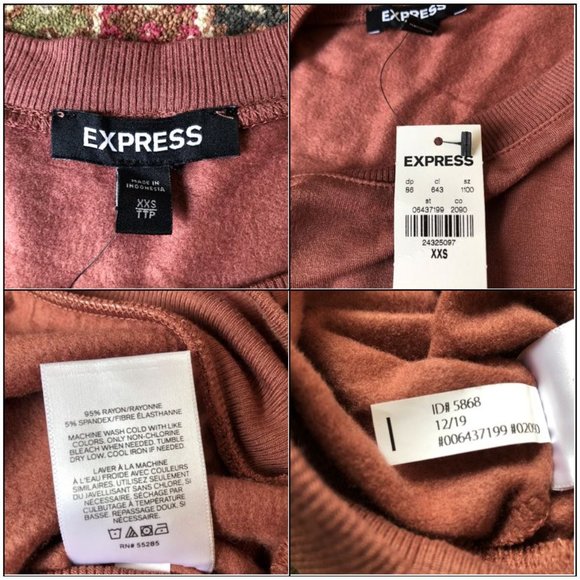 EXPRESS
MADE IN
INDONESIA
XXS
TTP
EXPRESS
EXPRESS
dp cl sz
86 643 1100
st co
06437199 2090
24325097
XXS
95% RAYON/RAYONNE
5% SPANDEX/FIBRE ÉLASTHANNE
MACHINE WASH COLD WITH LIKE
COLORS. ONLY NON-CHLORINE
BLEACH WHEN NEEDED. TUMBLE
DRY LOW. COOL IRON IF NEEDED.
LAVER À LA MACHINE
À L'EAU FROIDE AVEC COULEURS
SIMILAIRES. UTILISEZ SEULEMENT
DU JAVELLISANT SANS CHLORE, SI
NÉCESSAIRE. SÉCHAGE PAR
CULBUTAGE À TEMPÉRATURE
BASSE. REPASSAGE DOUX, SI
NÉCESSAIRE.
RN# 55285
ID# 5868
12/19
#006437199 #0209